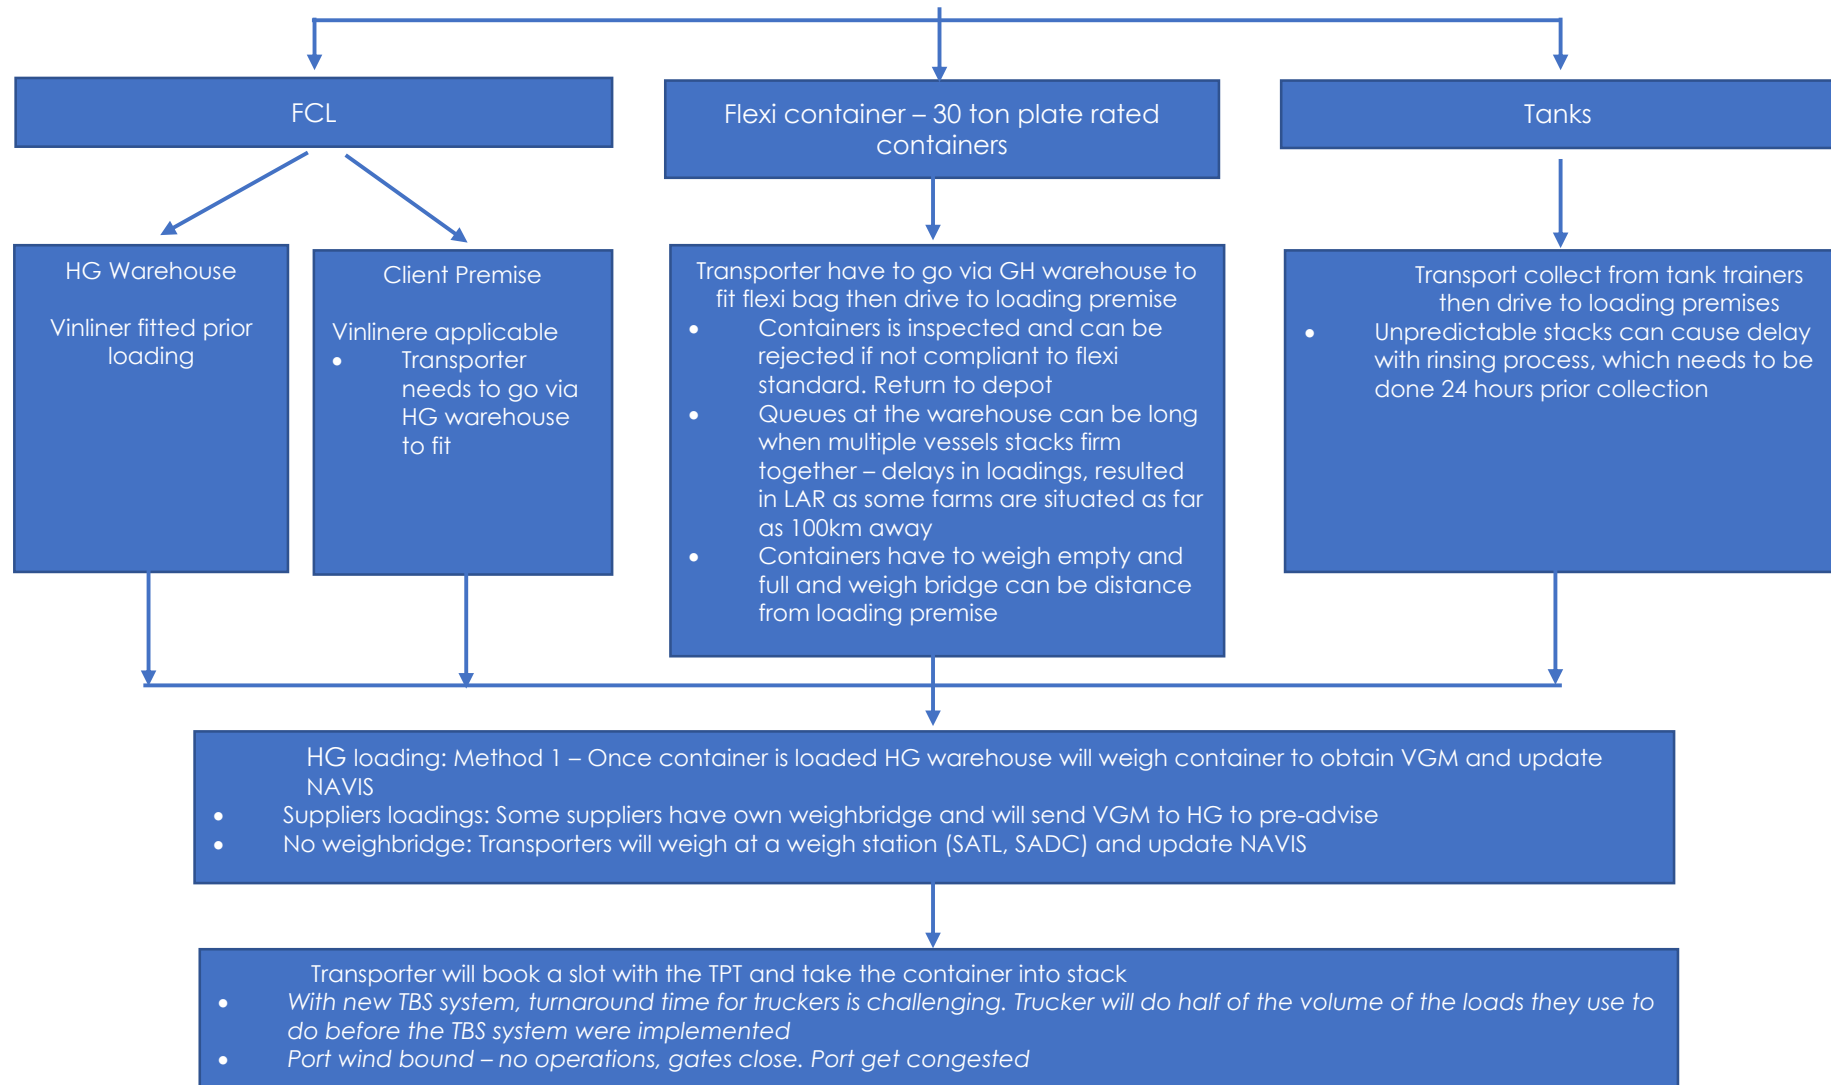 FCL
Flexi container – 30 ton plate rated
containers
Tanks
HG Warehouse
Vinliner fitted prior
loading
Client Premise
Vinlinere applicable
• Transporter
needs to go via
HG warehouse
to fit
Transporter have to go via GH warehouse to
fit flexi bag then drive to loading premise
• Containers is inspected and can be
rejected if not compliant to flexi
standard. Return to depot
• Queues at the warehouse can be long
when multiple vessels stacks firm
together – delays in loadings, resulted
in LAR as some farms are situated as far
as 100km away
• Containers have to weigh empty and
full and weigh bridge can be distance
from loading premise
Transport collect from tank trainers
then drive to loading premises
• Unpredictable stacks can cause delay
with rinsing process, which needs to be
done 24 hours prior collection
HG loading: Method 1 – Once container is loaded HG warehouse will weigh container to obtain VGM and update
NAVIS
• Suppliers loadings: Some suppliers have own weighbridge and will send VGM to HG to pre-advise
• No weighbridge: Transporters will weigh at a weigh station (SATL, SADC) and update NAVIS
Transporter will book a slot with the TPT and take the container into stack
• With new TBS system, turnaround time for truckers is challenging. Trucker will do half of the volume of the loads they use to
do before the TBS system were implemented
• Port wind bound – no operations, gates close. Port get congested